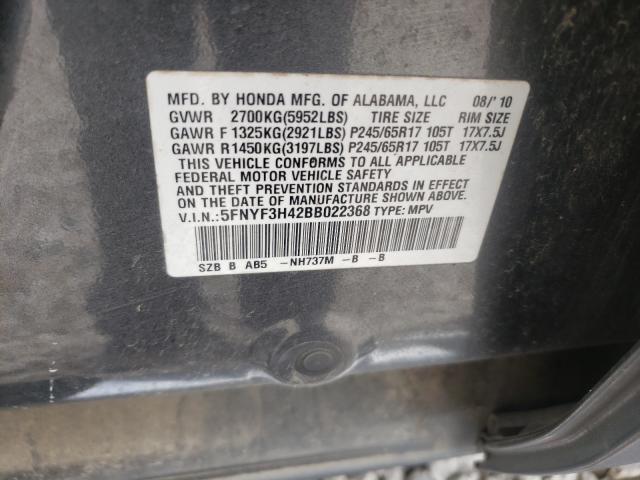 MFD. BY HONDA MFG. OF ALABAMA, LLC 08/'10
GVWR 2700KG(5952LBS) TIRE SIZE RIM SIZE
GAWR F 1325KG(2921LBS) P245/65R17 105T 17X7.5J
GAWR R 1450KG(3197LBS) P245/65R17 105T 17X7.5J
THIS VEHICLE CONFORMS TO ALL APPLICABLE
FEDERAL MOTOR VEHICLE SAFETY
AND THEFT PREVENTION STANDARDS IN EFFECT
ON THE DATE OF MANUFACTURE SHOWN ABOVE.
V.I.N.:5FNYF3H42BB022368 TYPE: MPV
SZB B AB5 -NH737M -B -B